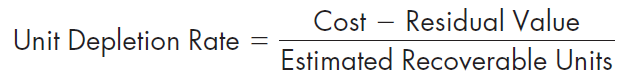 Unit Depletion Rate = Cost – Residual Value
Estimated Recoverable Units